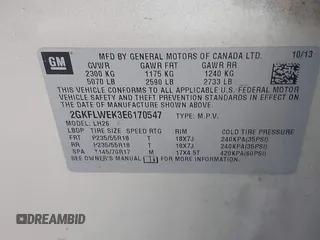 GM
MFD BY GENERAL MOTORS OF CANADA LTD. 10/13
GVWR GAWR FRT GAWR RR
2300 KG 1175 KG 1240 KG
5070 LB 2590 LB 2733 LB
THIS VEHICLE CONFORMS TO ALL APPLICABLE U.S. FEDERAL MOTOR
VEHICLE SAFETY AND THEFT PREVENTION STANDARDS IN EFFECT ON THE
DATE OF MANUFACTURE SHOWN ABOVE.
2GKFLWEK3E6170547 TYPE: M.P.V.
MODEL: LH26
TIRE SIZE SPEED RTG RIM COLD TIRE PRESSURE
FRT P235/55R18 T 18X7J 240KPA(35PSI)
RR P235/55R18 T 18X7J 240KPA(35PSI)
SPA T145/70R17 M 17X4.5T 420KPA(60PSI)
SEE OWNER'S MANUAL FOR
DREAMBID